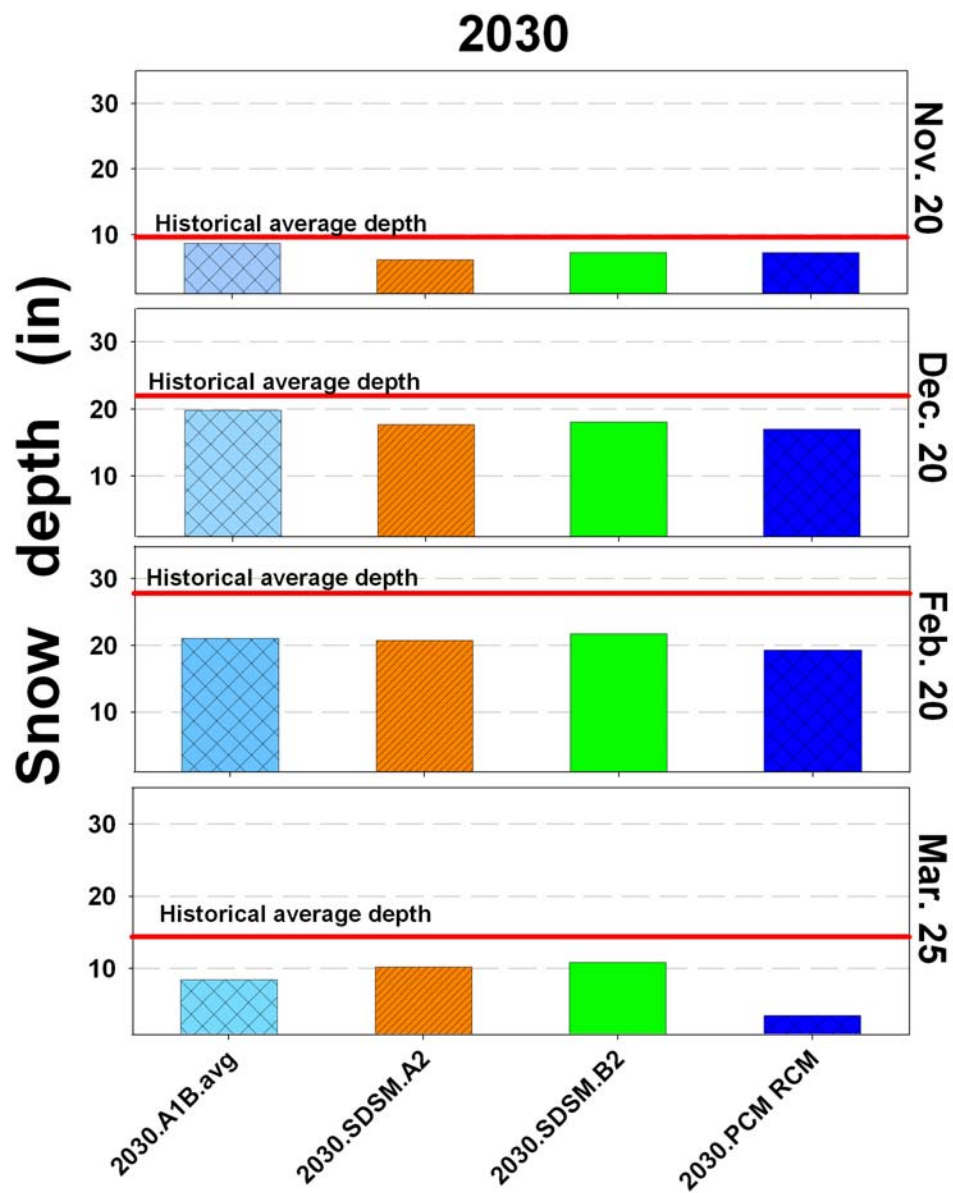 2030
Snow depth (in)
30
20
10
Historical average depth
Nov. 20
30
20
10
Historical average depth
Dec. 20
30
20
10
Historical average depth
Feb. 20
30
20
10
Historical average depth
Mar. 25
2030.A1B.avg
2030.SDSM.A2
2030.SDSM.B2
2030.PCM RCM